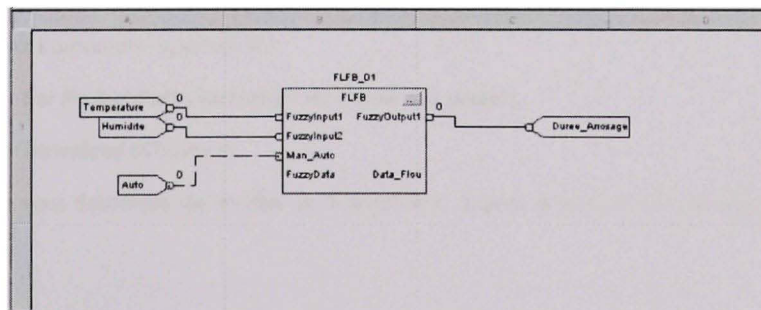 A B C D
FLFB_01
FLFB
...
Temperature 0
Humidite 0
Auto 0
FuzzyInput1 FuzzyOutput1 0
FuzzyInput2
Man_Auto
FuzzyData Data_Flou
Duree_Arrosage